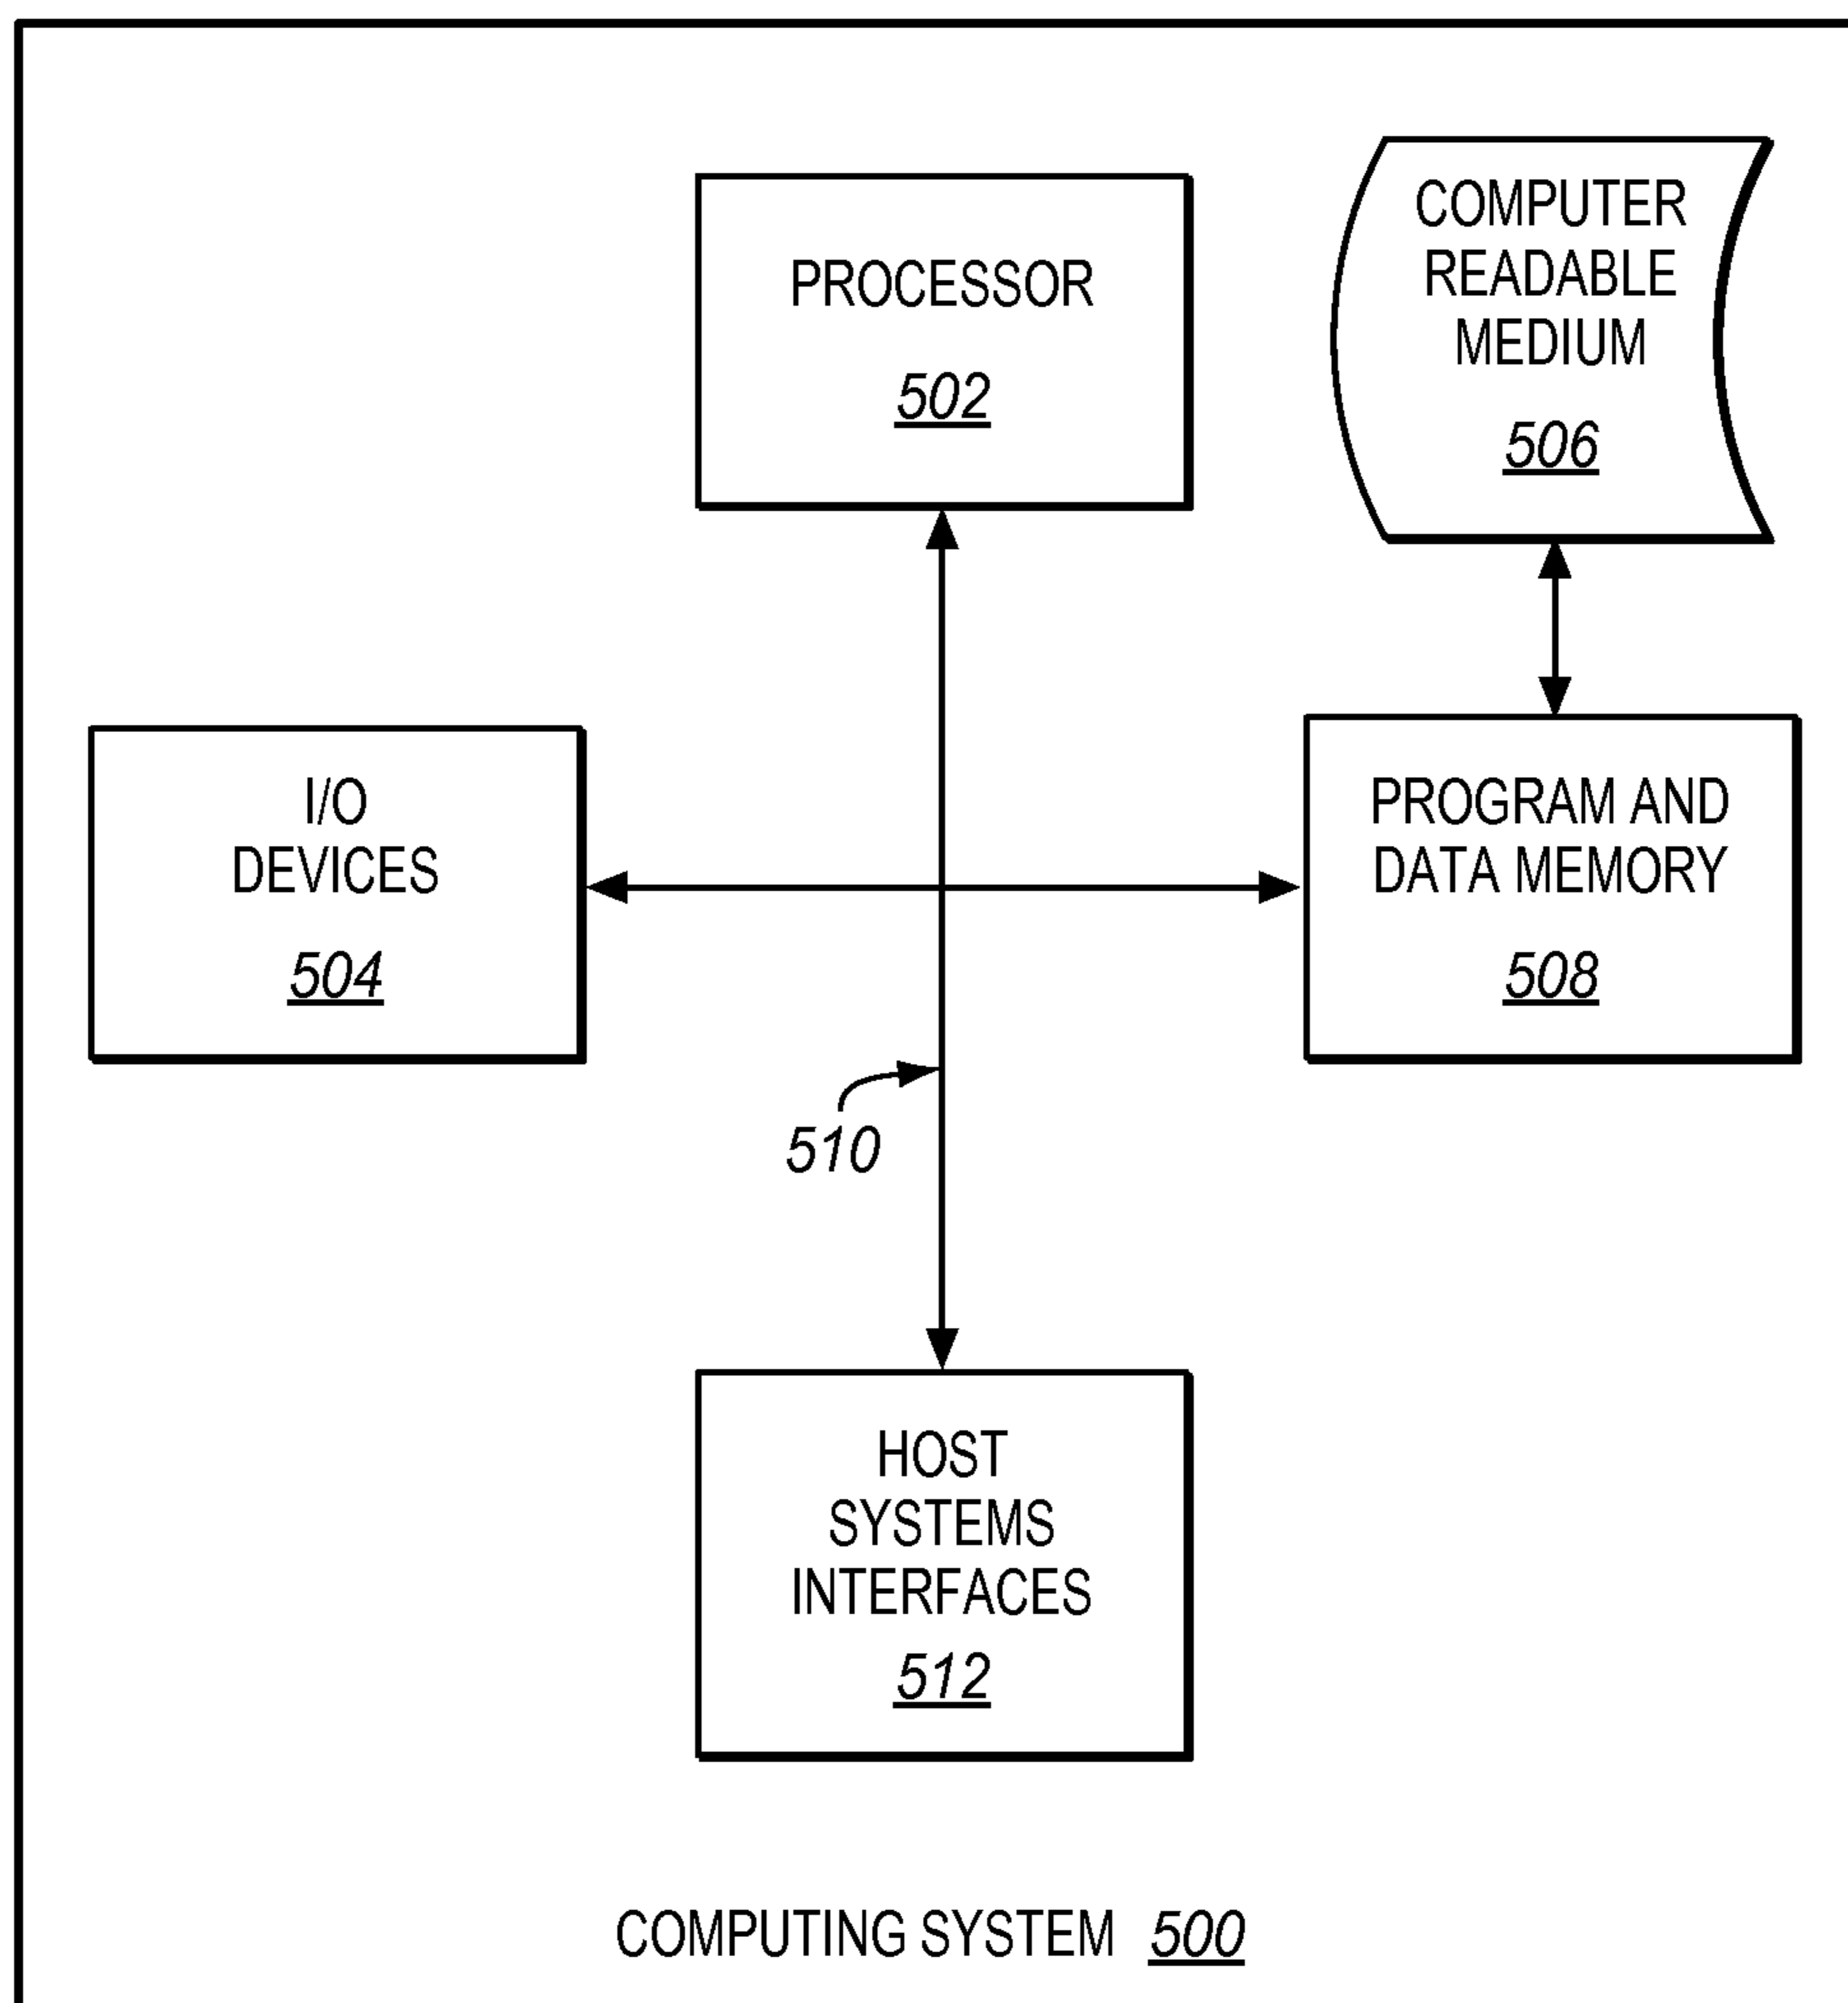 PROCESSOR
502
COMPUTER
READABLE
MEDIUM
506
I/O
DEVICES
504
PROGRAM AND
DATA MEMORY
508
510
HOST
SYSTEMS
INTERFACES
512
COMPUTING SYSTEM 500